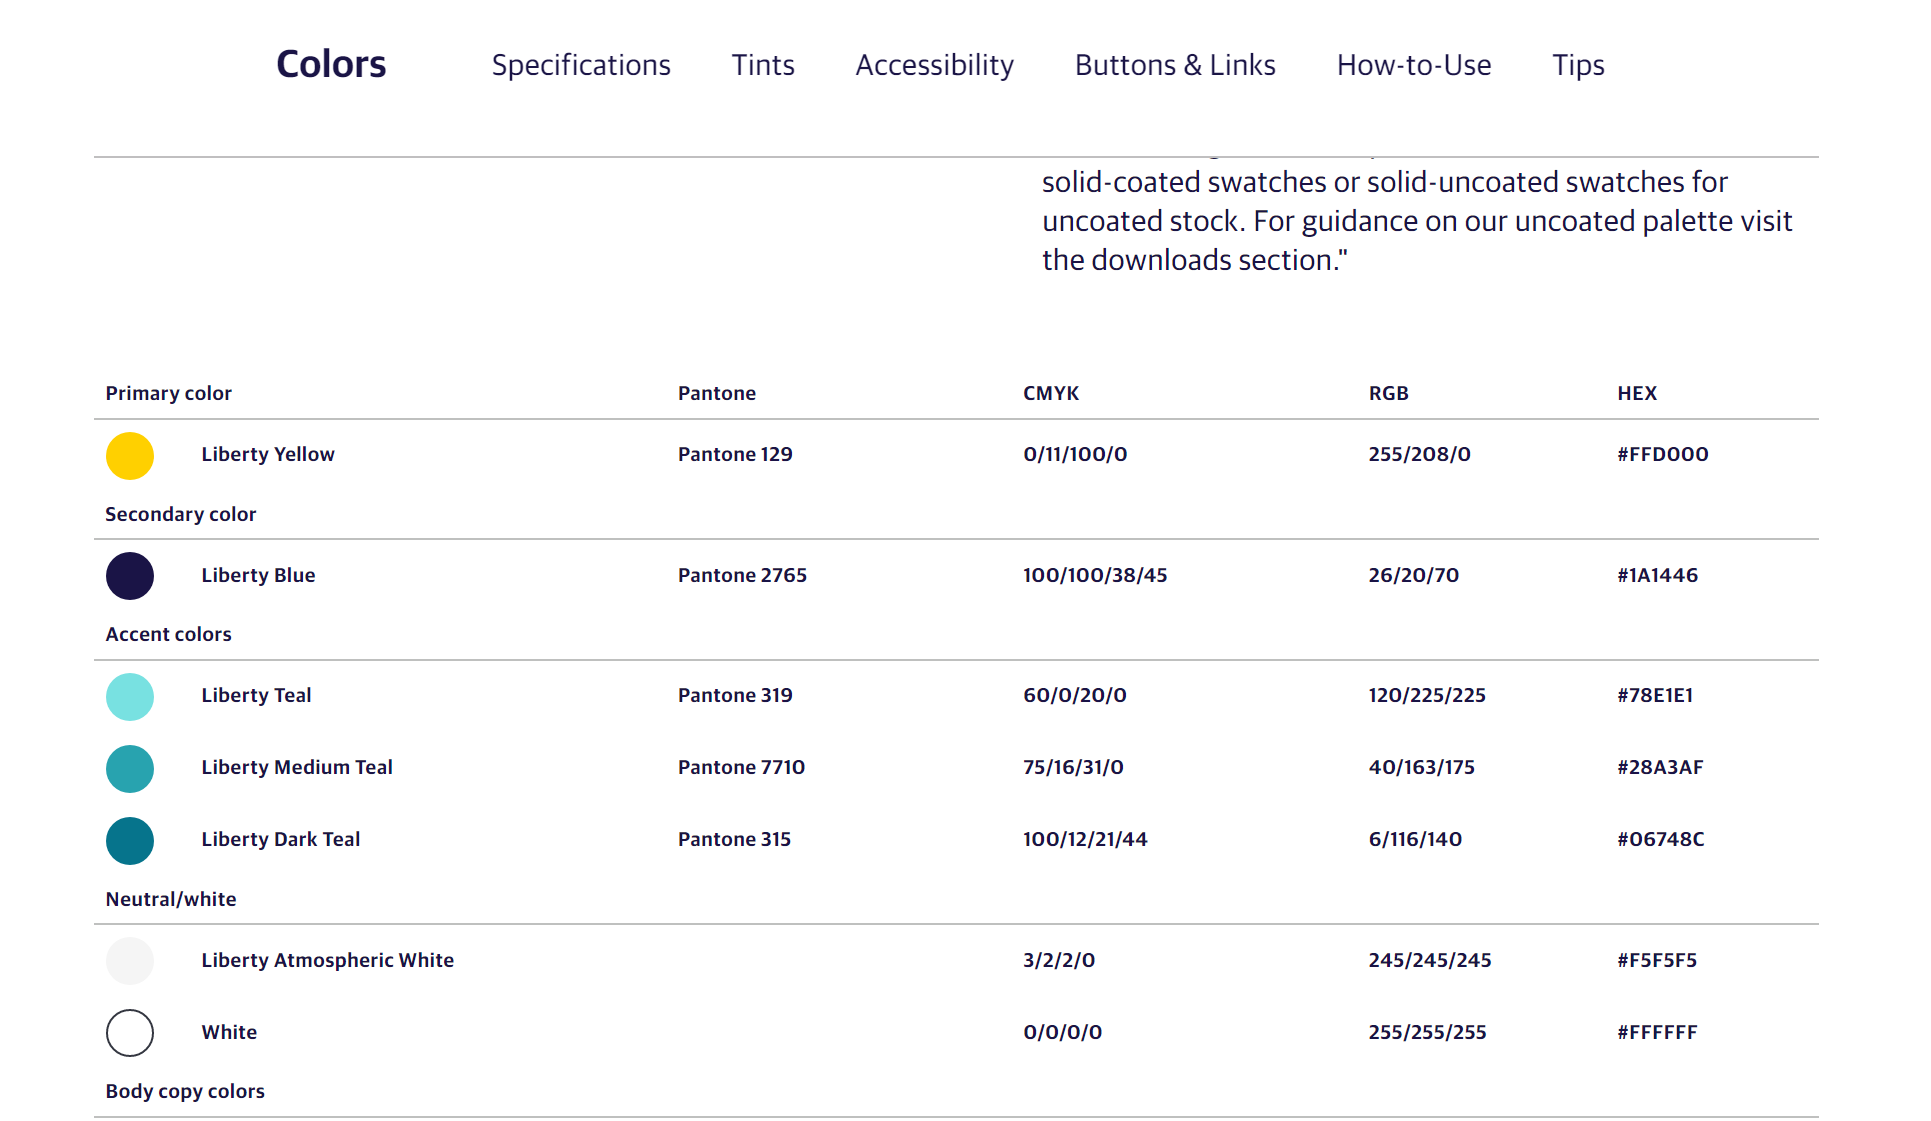 Colors Specifications Tints Accessibility Buttons & Links How-to-Use Tips
solid-coated swatches or solid-uncoated swatches for
uncoated stock. For guidance on our uncoated palette visit
the downloads section."
Primary color Pantone CMYK RGB HEX
Liberty Yellow Pantone 129 0/11/100/0 255/208/0 #FFD000
Secondary color
Liberty Blue Pantone 2765 100/100/38/45 26/20/70 #1A1446
Accent colors
Liberty Teal Pantone 319 60/0/20/0 120/225/225 #78E1E1
Liberty Medium Teal Pantone 7710 75/16/31/0 40/163/175 #28A3AF
Liberty Dark Teal Pantone 315 100/12/21/44 6/116/140 #06748C
Neutral/white
Liberty Atmospheric White 3/2/2/0 245/245/245 #F5F5F5
White 0/0/0/0 255/255/255 #FFFFFF
Body copy colors